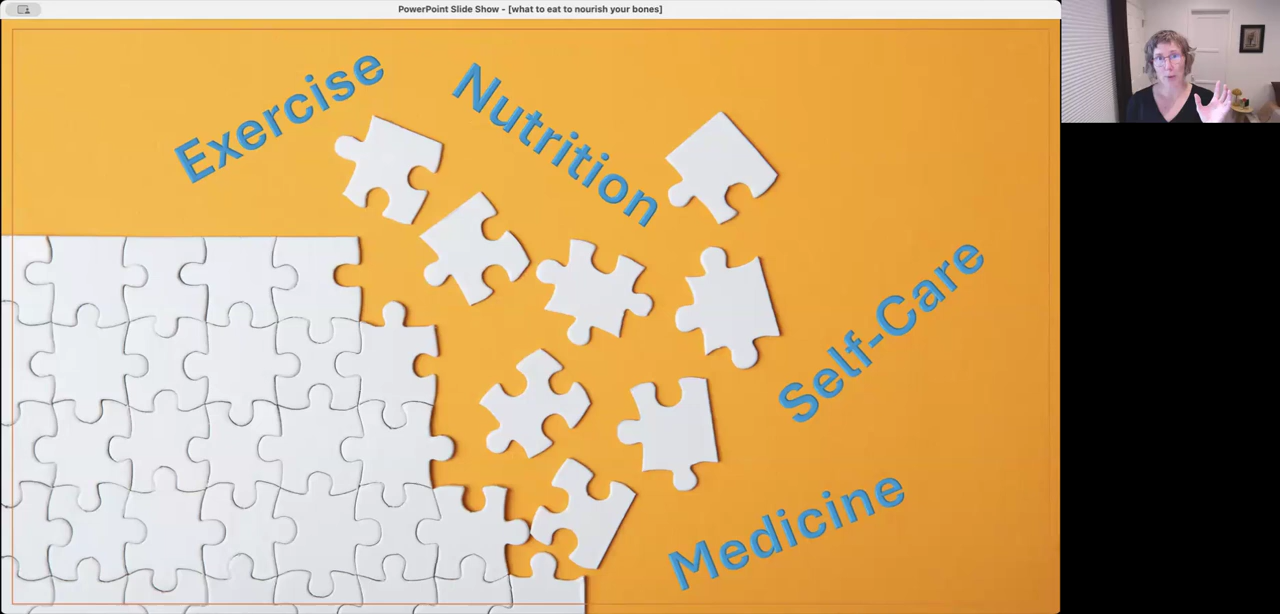 PowerPoint Slide Show - [what to eat to nourish your bones]
Exercise
Nutrition
Self-Care
Medicine